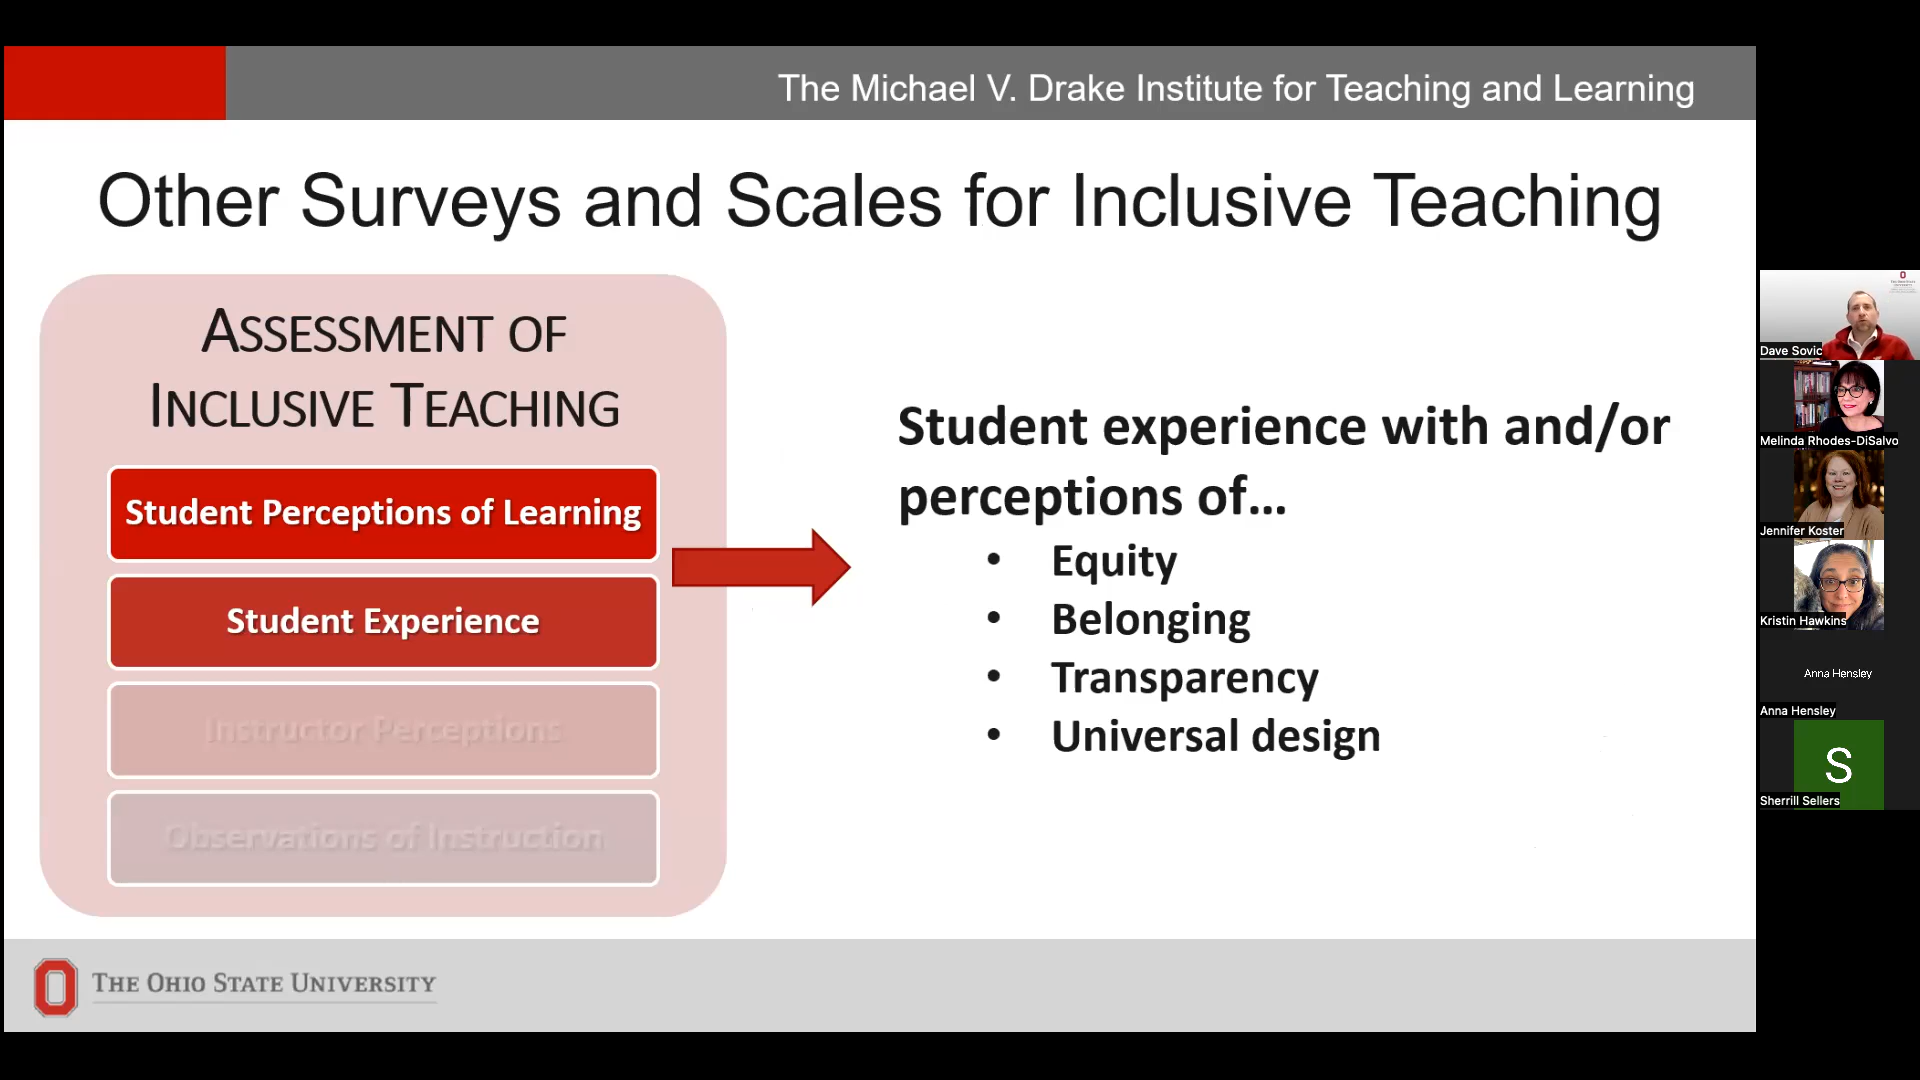 The Michael V. Drake Institute for Teaching and Learning
Other Surveys and Scales for Inclusive Teaching
ASSESSMENT OF
INCLUSIVE TEACHING
Student Perceptions of Learning
Student Experience
Instructor Perceptions
Observations of Instruction
Student experience with and/or
perceptions of...
• Equity
• Belonging
• Transparency
• Universal design
THE OHIO STATE UNIVERSITY
Dave Sovic
Melinda Rhodes-DiSalvo
Jennifer Koster
Kristin Hawkins
Anna Hensley
Anna Hensley
S
Sherrill Sellers